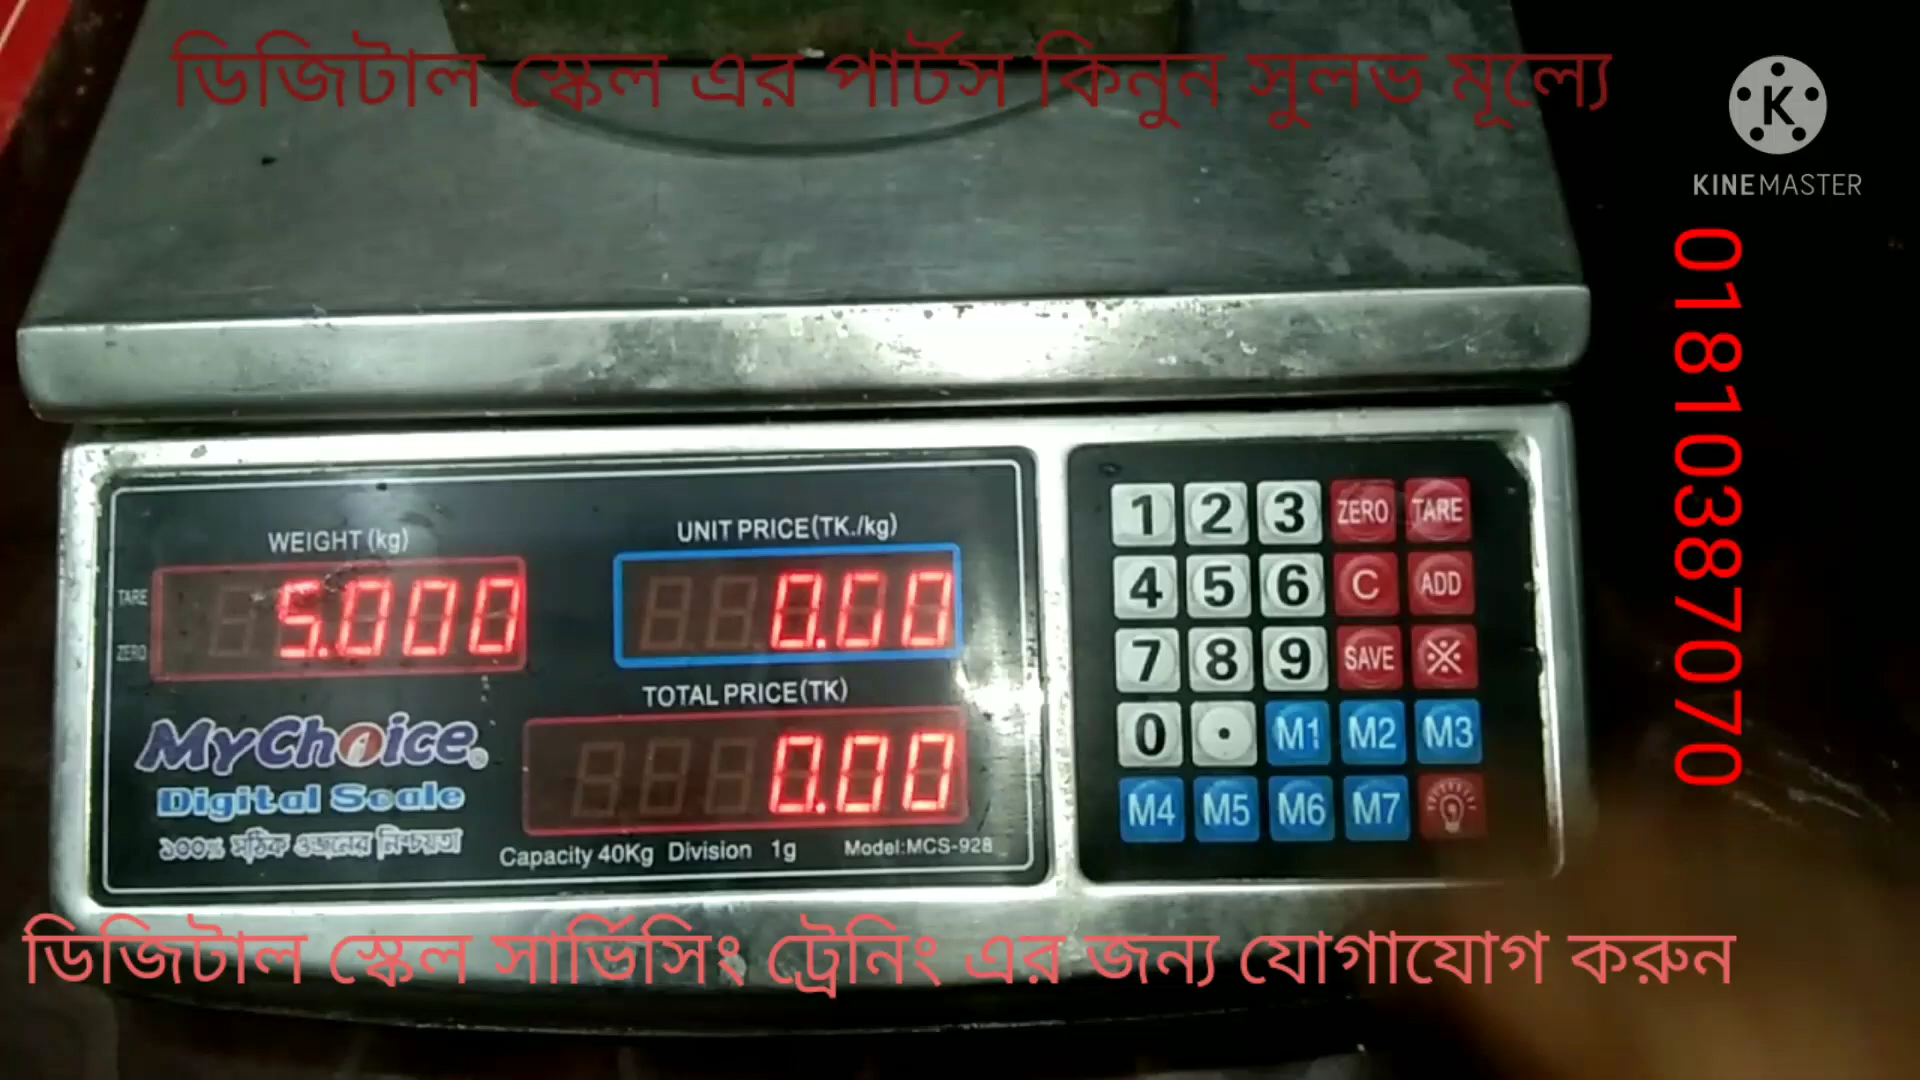 ডিজিটাল স্কেল এর পার্টস কিনুন সুলভ মূল্যে
K
KINEMASTER
01810387070
WEIGHT (kg)
UNIT PRICE(TK./kg)
TARE
5.000
0.00
ZERO
TOTAL PRICE(TK)
0.00
MyChoice
Digital Scale
১০০% সঠিক ওজনের নিশ্চয়তা
Capacity 40Kg Division 1g Model:MCS-928
1 2 3 ZERO TARE
4 5 6 C ADD
7 8 9 SAVE ※
0 . M1 M2 M3
M4 M5 M6 M7
ডিজিটাল স্কেল সার্ভিসিং ট্রেনিং এর জন্য যোগাযোগ করুন